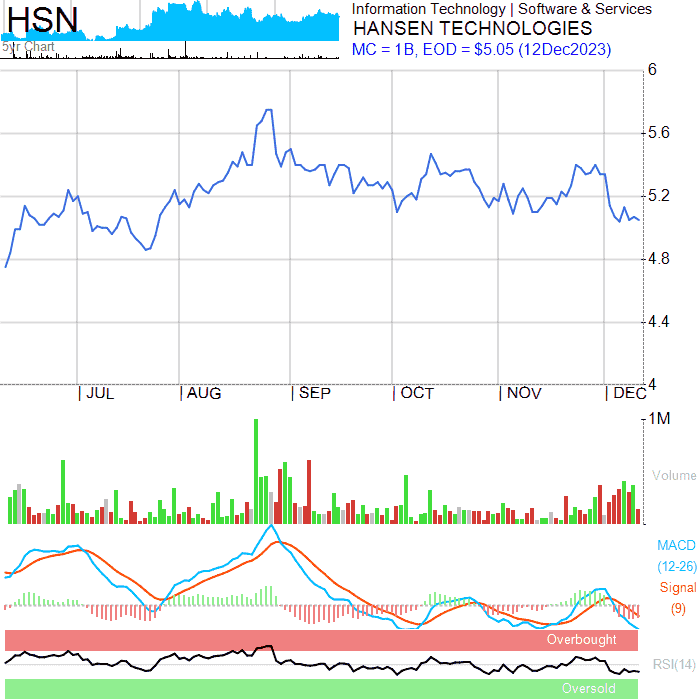 HSN
5yr Chart
Information Technology | Software & Services
HANSEN TECHNOLOGIES
MC = 1B, EOD = $5.05 (12Dec2023)
6
5.6
5.2
4.8
4.4
4
|JUL |AUG |SEP |OCT |NOV |DEC
1M
Volume
MACD
(12-26)
Signal
(9)
Overbought
RSI(14)
Oversold